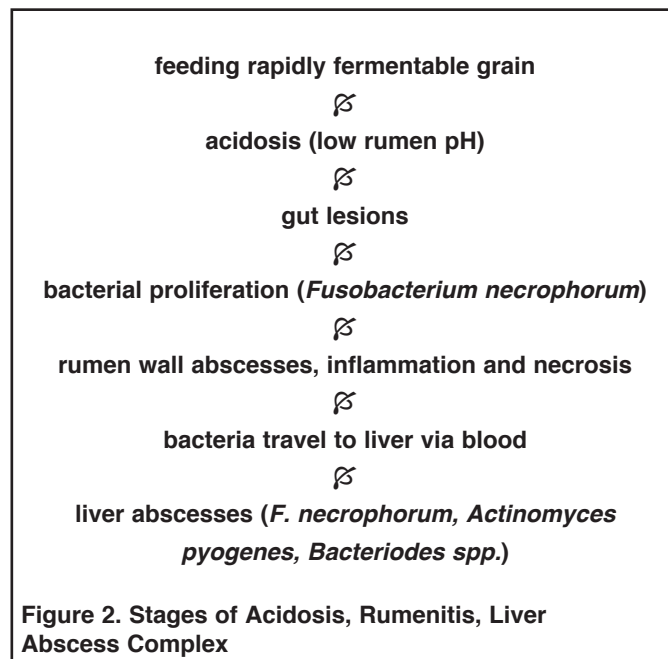 feeding rapidly fermentable grain
acidosis (low rumen pH)
gut lesions
bacterial proliferation (Fusobacterium necrophorum)
rumen wall abscesses, inflammation and necrosis
bacteria travel to liver via blood
liver abscesses (F. necrophorum, Actinomyces
pyogenes, Bacteriodes spp.)
Figure 2. Stages of Acidosis, Rumenitis, Liver
Abscess Complex